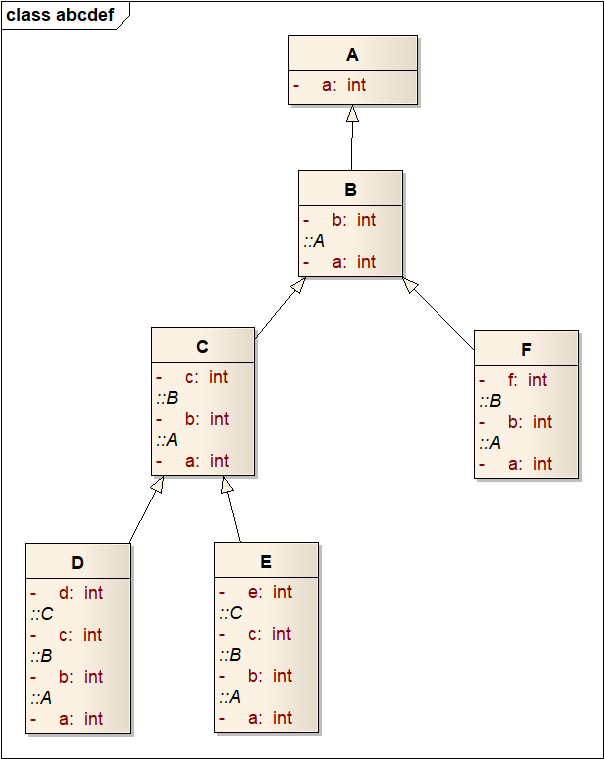 class abcdef
A
- a: int
B
- b: int
::A
- a: int
C
- c: int
::B
- b: int
::A
- a: int
F
- f: int
::B
- b: int
::A
- a: int
D
- d: int
::C
- c: int
::B
- b: int
::A
- a: int
E
- e: int
::C
- c: int
::B
- b: int
::A
- a: int